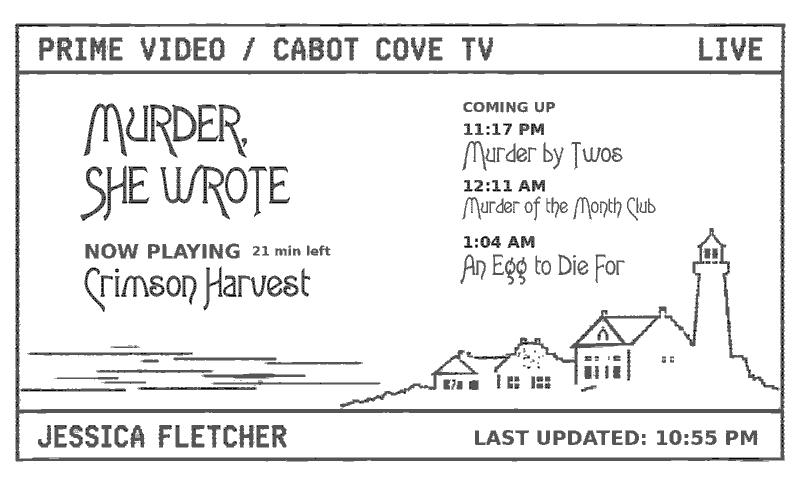 PRIME VIDEO / CABOT COVE TV
LIVE
MURDER,
SHE WROTE
NOW PLAYING 21 min left
Crimson Harvest
COMING UP
11:17 PM
Murder by Twos
12:11 AM
Murder of the Month Club
1:04 AM
An Egg to Die For
JESSICA FLETCHER
LAST UPDATED: 10:55 PM